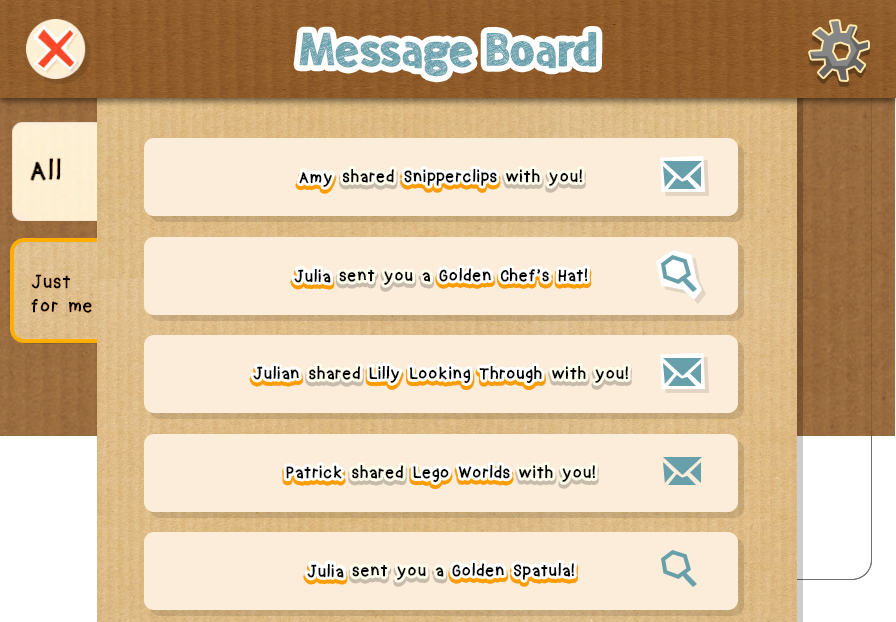 Message Board
All
Just
for me
Amy shared Snipperclips with you!
Julia sent you a Golden Chef's Hat!
Julian shared Lilly Looking Through with you!
Patrick shared Lego Worlds with you!
Julia sent you a Golden Spatula!